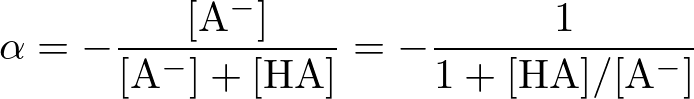 α = −[A⁻]/([A⁻] + [HA]) = −1/(1 + [HA]/[A⁻])